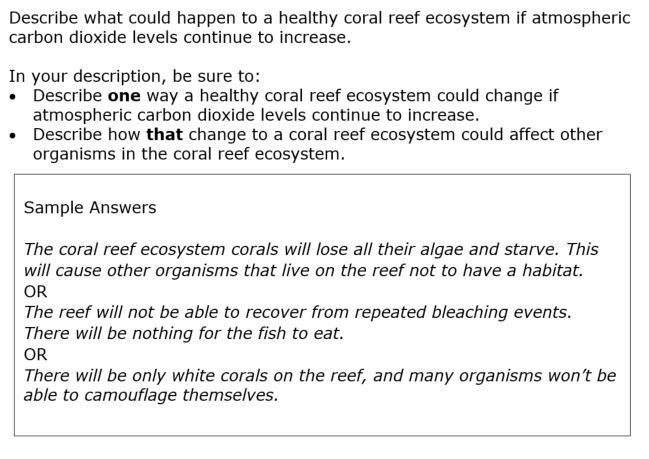 Describe what could happen to a healthy coral reef ecosystem if atmospheric
carbon dioxide levels continue to increase.
In your description, be sure to:
• Describe one way a healthy coral reef ecosystem could change if
atmospheric carbon dioxide levels continue to increase.
• Describe how that change to a coral reef ecosystem could affect other
organisms in the coral reef ecosystem.
Sample Answers
The coral reef ecosystem corals will lose all their algae and starve. This
will cause other organisms that live on the reef not to have a habitat.
OR
The reef will not be able to recover from repeated bleaching events.
There will be nothing for the fish to eat.
OR
There will be only white corals on the reef, and many organisms won’t be
able to camouflage themselves.